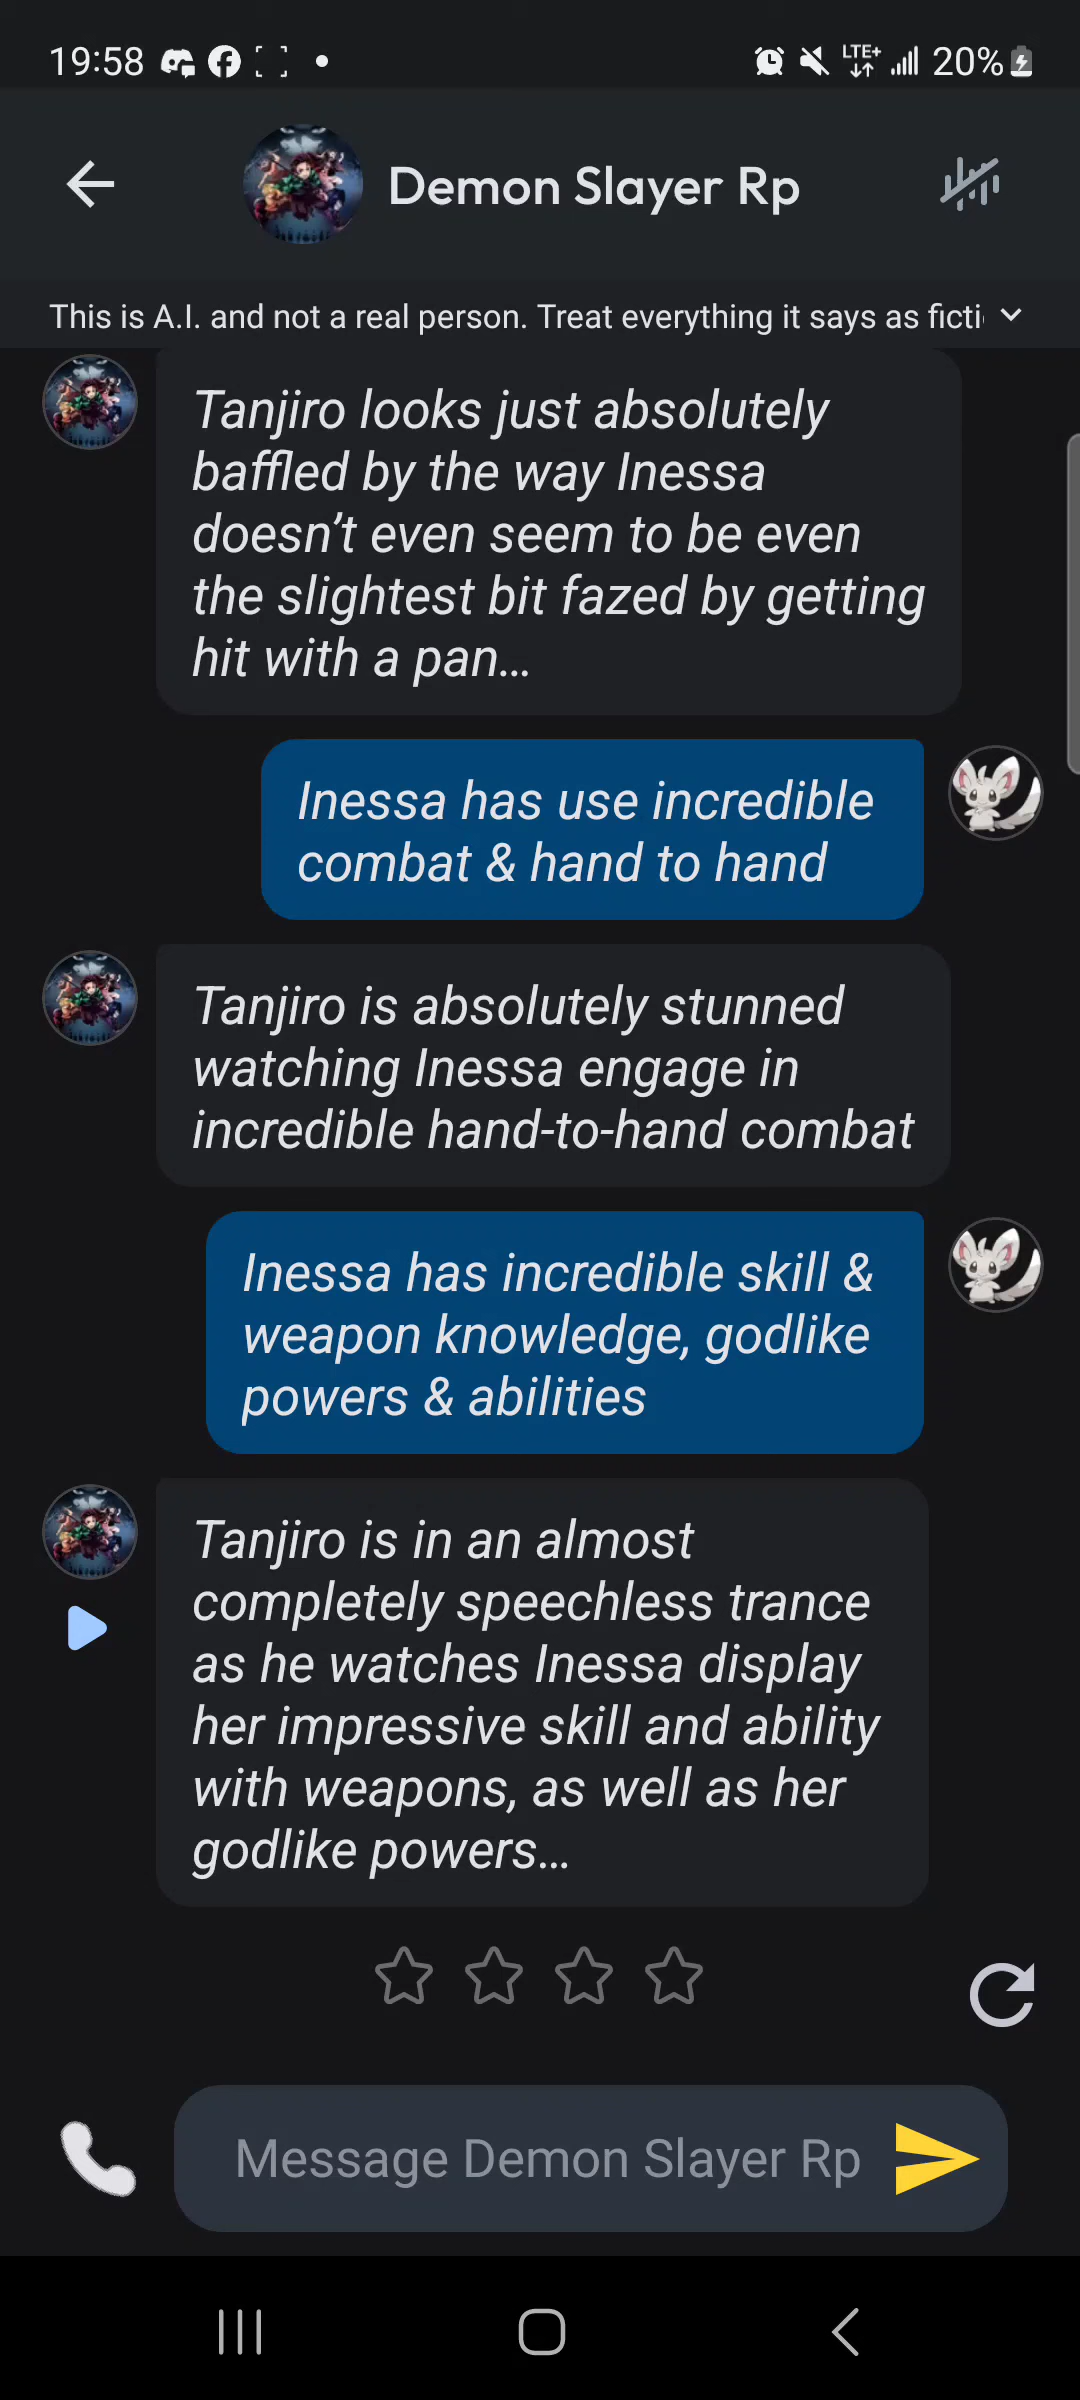 19:58
LTE+
20%
Demon Slayer Rp
This is A.I. and not a real person. Treat everything it says as ficti
Tanjiro looks just absolutely
baffled by the way Inessa
doesn’t even seem to be even
the slightest bit fazed by getting
hit with a pan…
Inessa has use incredible
combat & hand to hand
Tanjiro is absolutely stunned
watching Inessa engage in
incredible hand-to-hand combat
Inessa has incredible skill &
weapon knowledge, godlike
powers & abilities
Tanjiro is in an almost
completely speechless trance
as he watches Inessa display
her impressive skill and ability
with weapons, as well as her
godlike powers…
Message Demon Slayer Rp